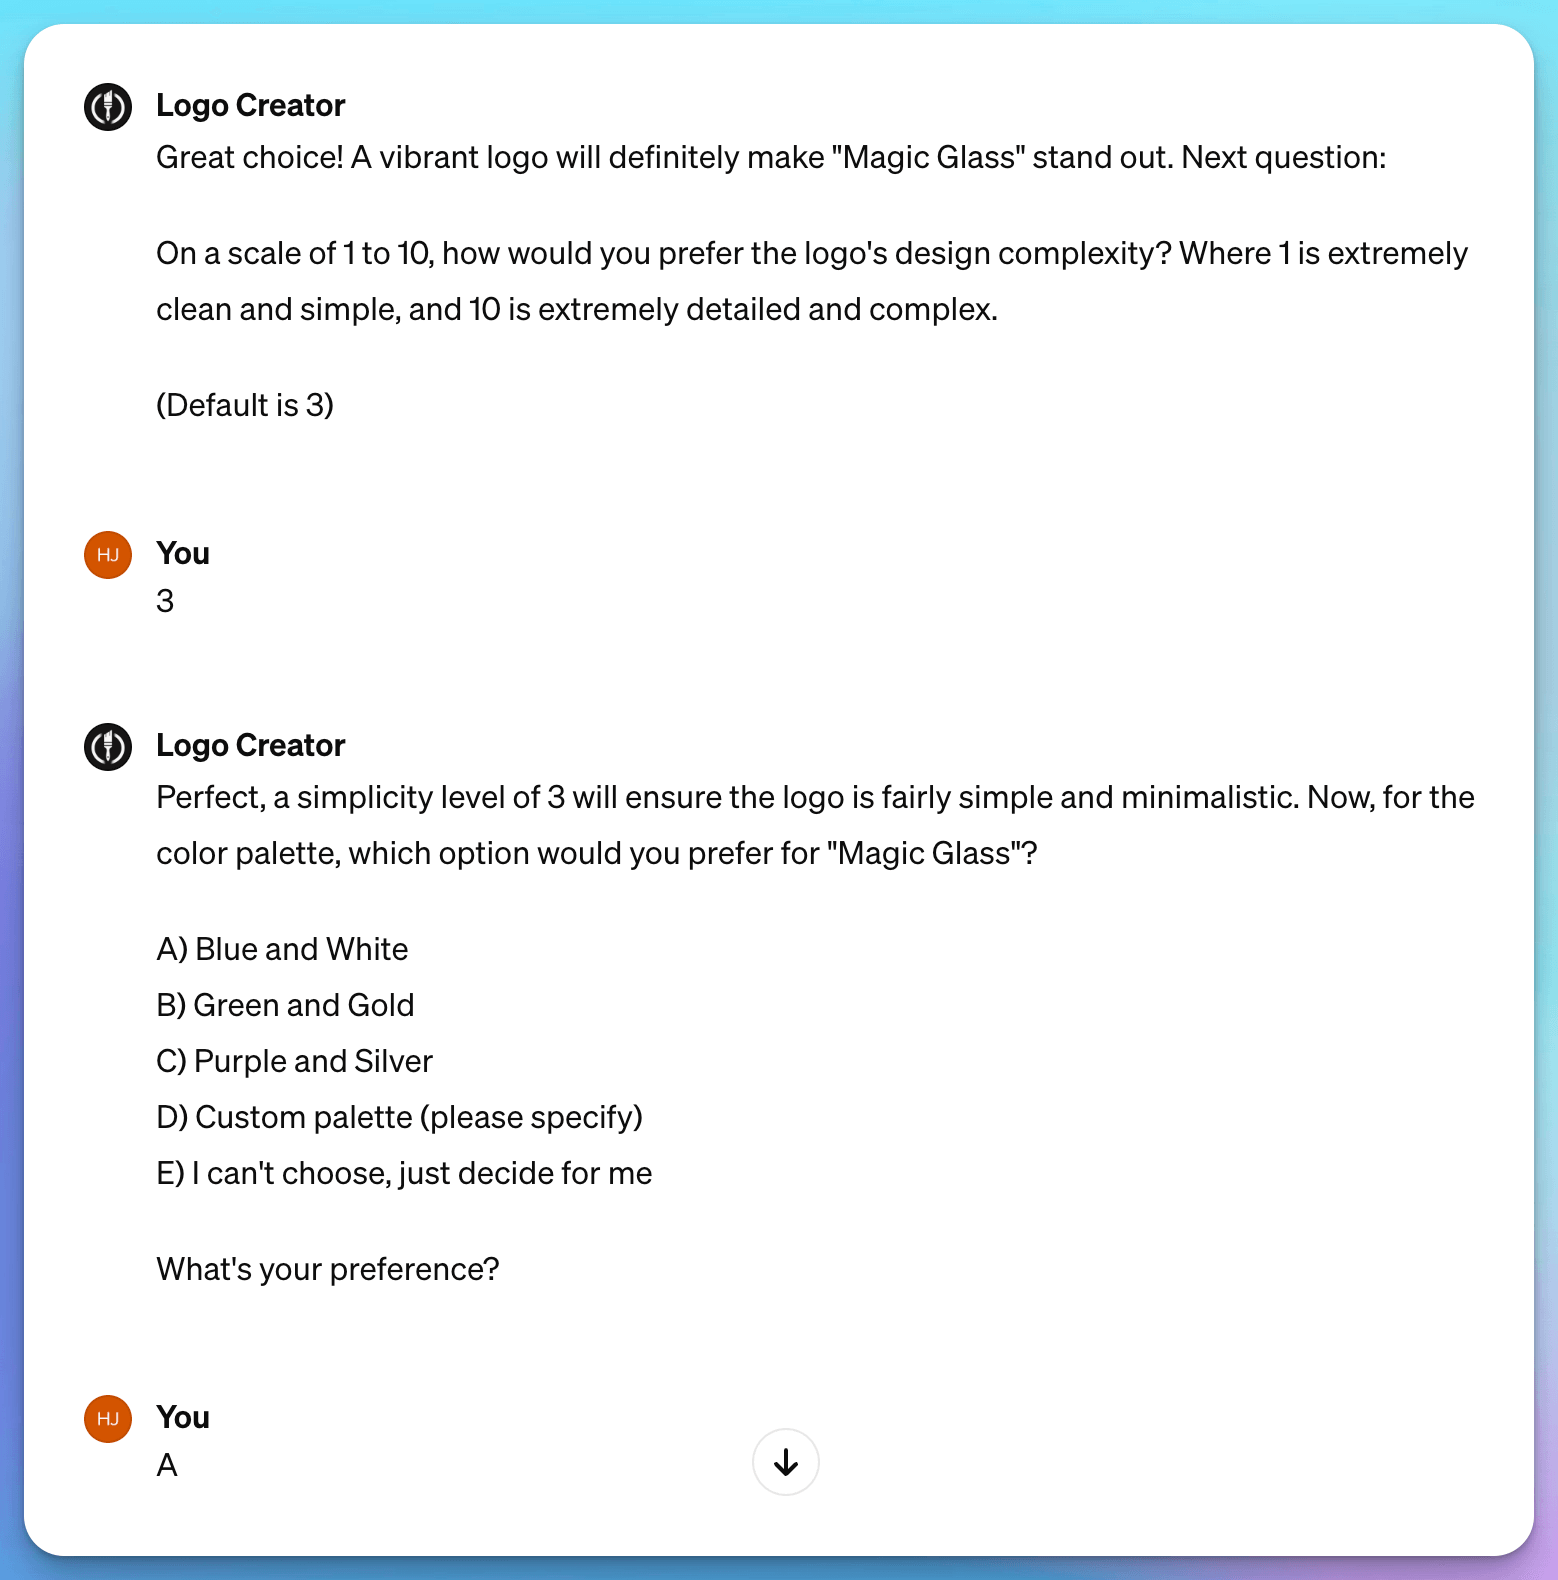 Logo Creator
Great choice! A vibrant logo will definitely make "Magic Glass" stand out. Next question:
On a scale of 1 to 10, how would you prefer the logo's design complexity? Where 1 is extremely
clean and simple, and 10 is extremely detailed and complex.
(Default is 3)
HJ
You
3
Logo Creator
Perfect, a simplicity level of 3 will ensure the logo is fairly simple and minimalistic. Now, for the
color palette, which option would you prefer for "Magic Glass"?
A) Blue and White
B) Green and Gold
C) Purple and Silver
D) Custom palette (please specify)
E) I can't choose, just decide for me
What's your preference?
HJ
You
A